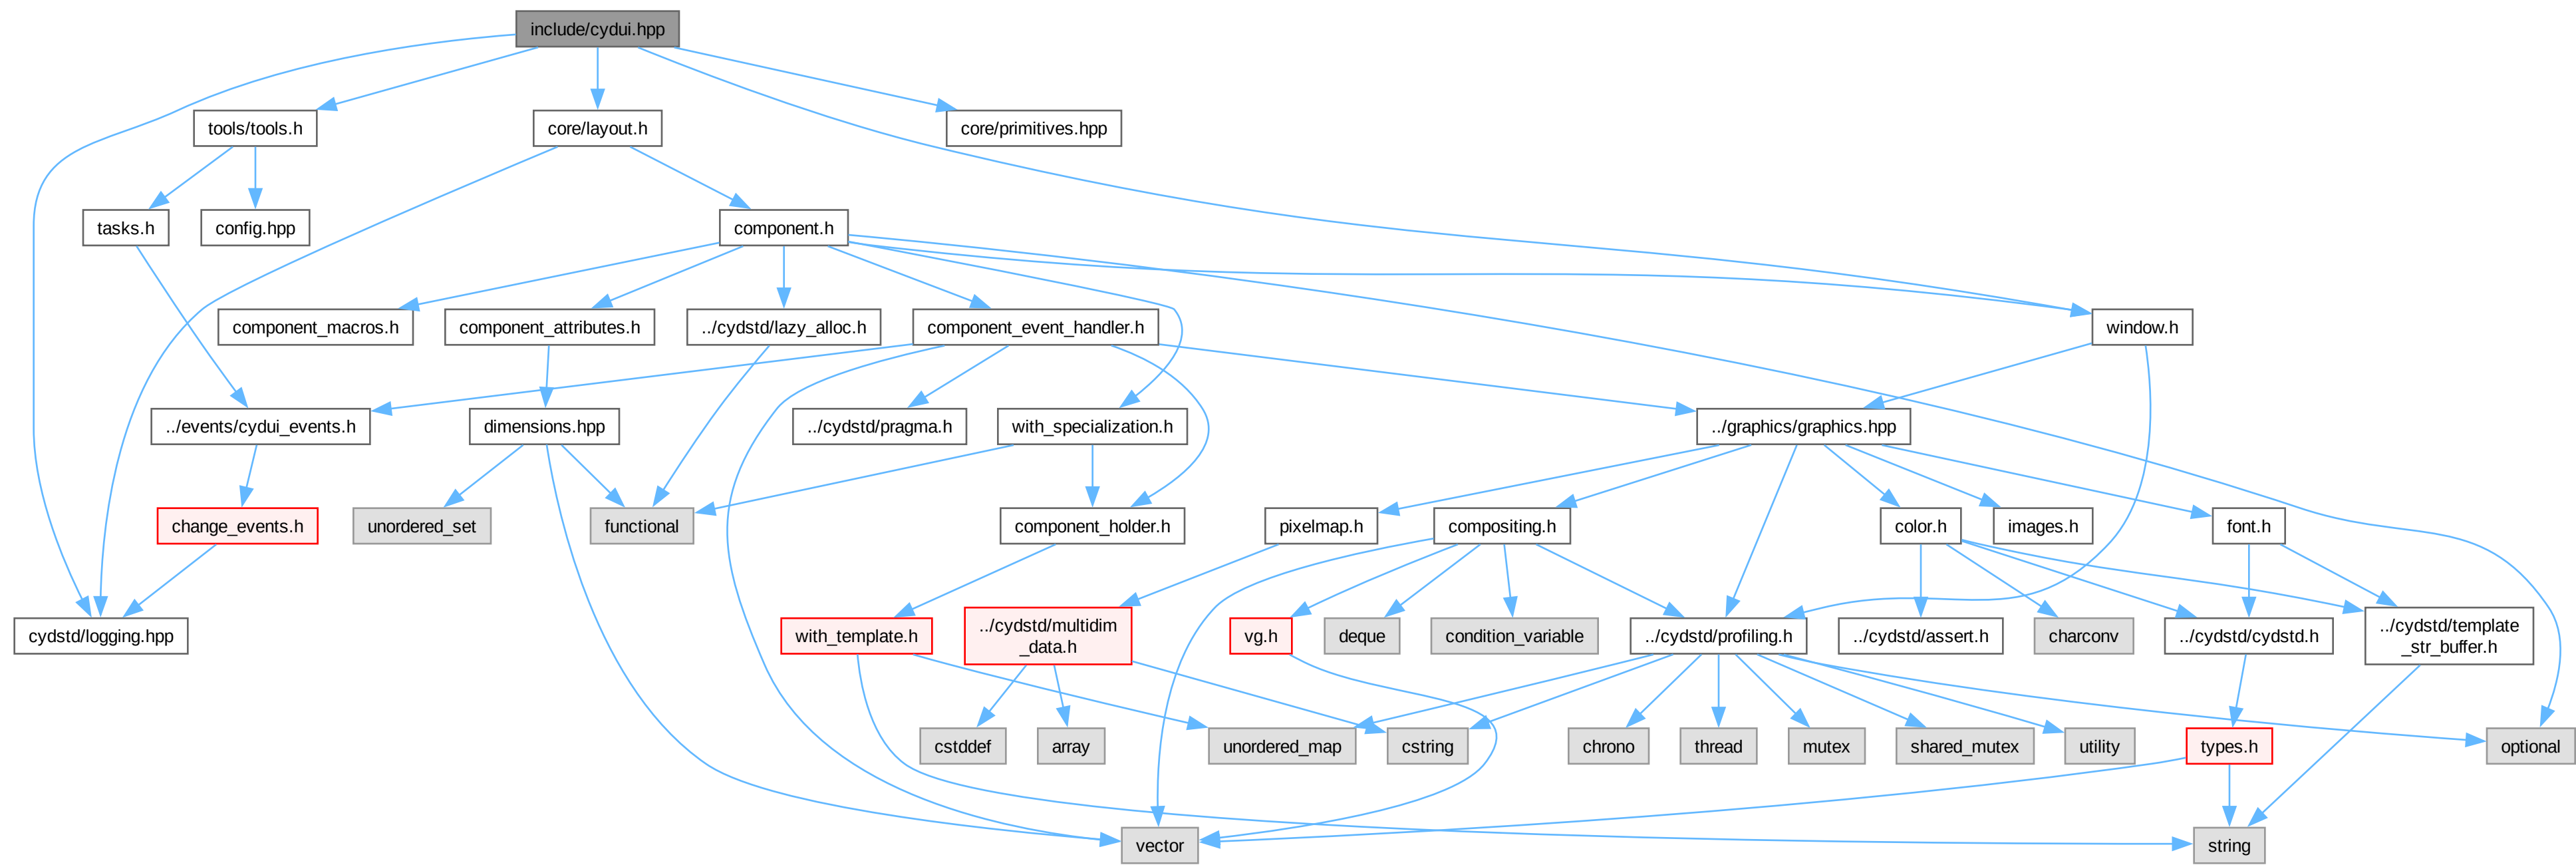 include/cydui.hpp
tools/tools.h
core/layout.h
core/primitives.hpp
tasks.h
config.hpp
component.h
component_macros.h
component_attributes.h
../cydstd/lazy_alloc.h
component_event_handler.h
window.h
../events/cydui_events.h
dimensions.hpp
../cydstd/pragma.h
with_specialization.h
../graphics/graphics.hpp
change_events.h
unordered_set
functional
component_holder.h
pixelmap.h
compositing.h
color.h
images.h
font.h
cydstd/logging.hpp
with_template.h
../cydstd/multidim
_data.h
vg.h
deque
condition_variable
../cydstd/profiling.h
../cydstd/assert.h
charconv
../cydstd/cydstd.h
../cydstd/template
_str_buffer.h
cstddef
array
unordered_map
cstring
chrono
thread
mutex
shared_mutex
utility
types.h
optional
vector
string